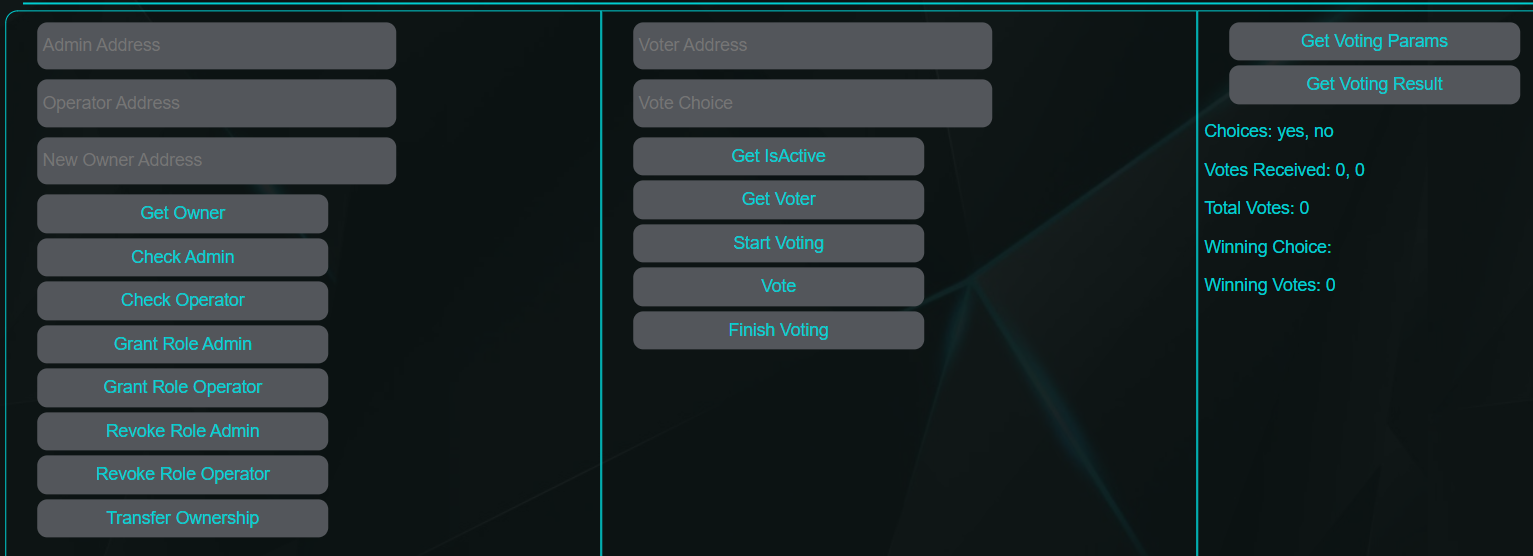 Admin Address
Operator Address
New Owner Address
Get Owner
Check Admin
Check Operator
Grant Role Admin
Grant Role Operator
Revoke Role Admin
Revoke Role Operator
Transfer Ownership
Voter Address
Vote Choice
Get IsActive
Get Voter
Start Voting
Vote
Finish Voting
Get Voting Params
Get Voting Result
Choices: yes, no
Votes Received: 0, 0
Total Votes: 0
Winning Choice:
Winning Votes: 0